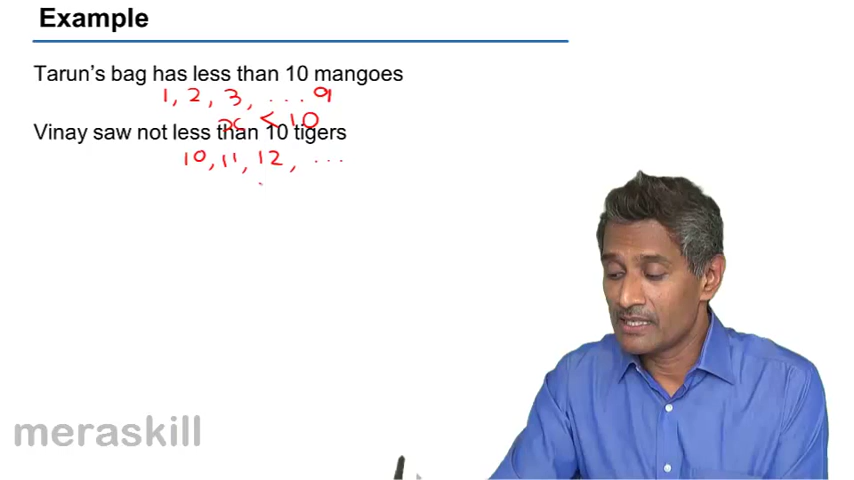 Example
Tarun's bag has less than 10 mangoes
1, 2, 3, ... 9
x < 10
Vinay saw not less than 10 tigers
10, 11, 12, ...
meraskill